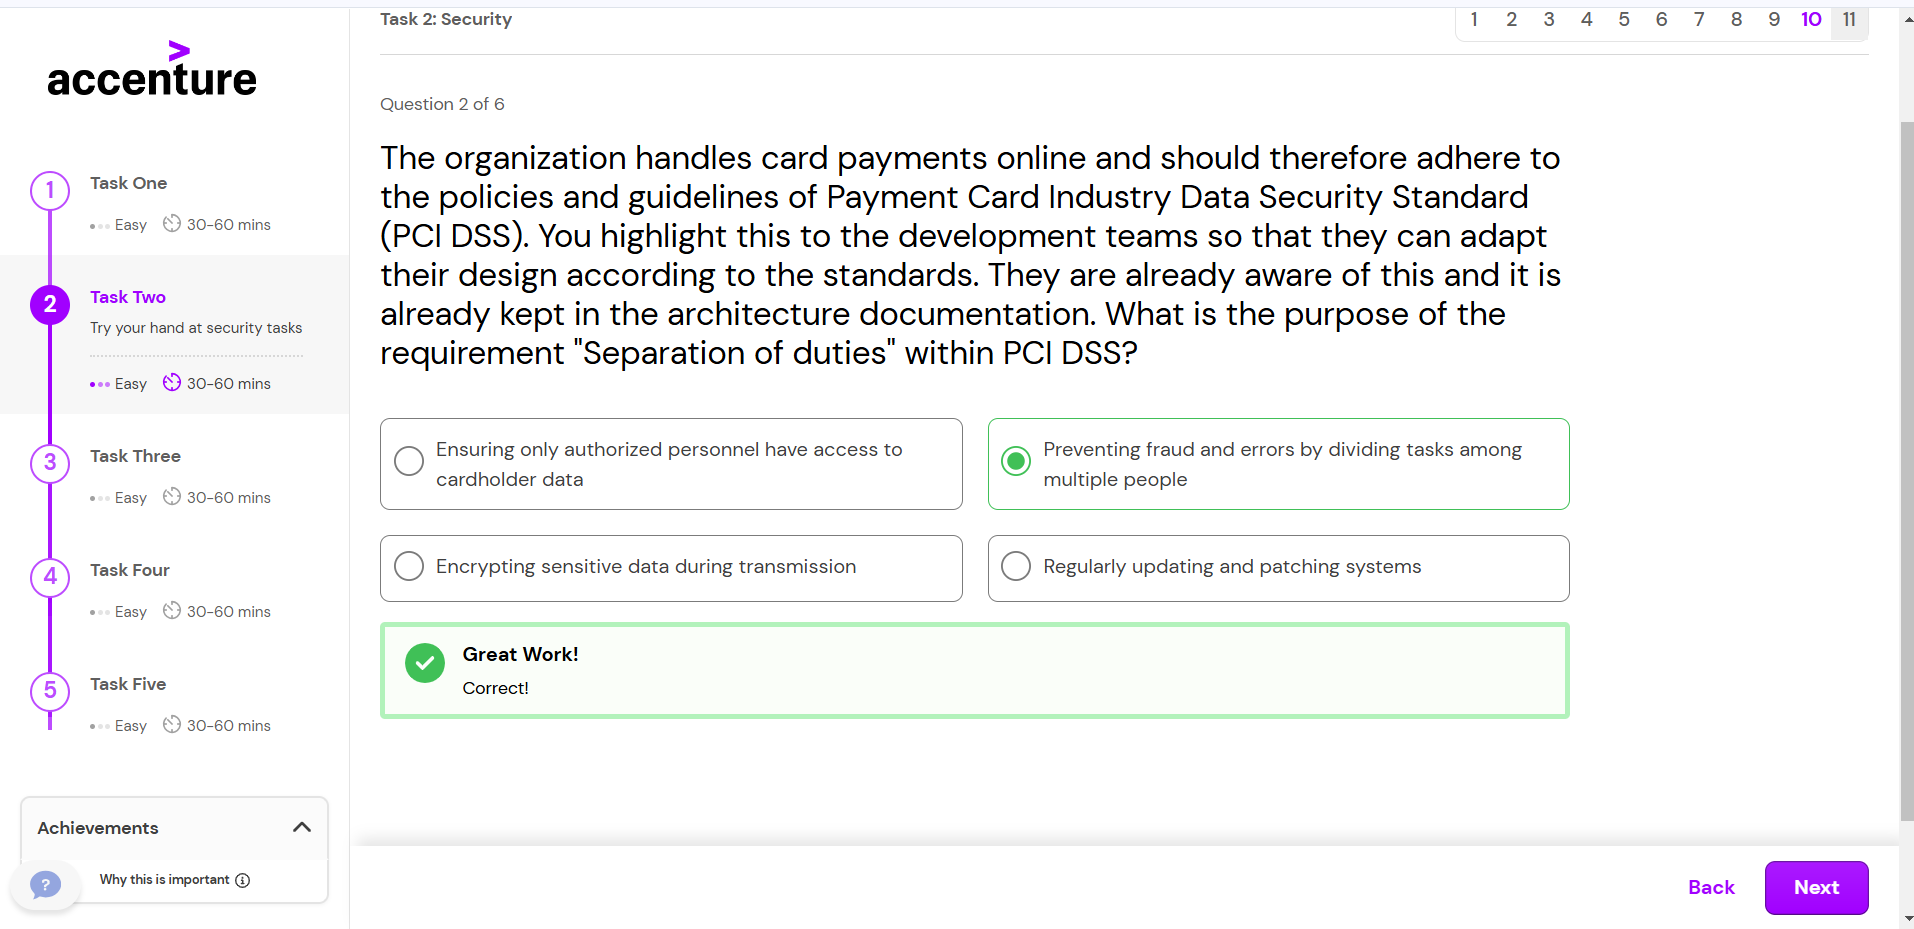 accenture
1
Task One
Easy 30-60 mins
2
Task Two
Try your hand at security tasks
Easy 30-60 mins
3
Task Three
Easy 30-60 mins
4
Task Four
Easy 30-60 mins
5
Task Five
Easy 30-60 mins
Achievements
Why this is important
?
Task 2: Security
1 2 3 4 5 6 7 8 9 10 11
Question 2 of 6
The organization handles card payments online and should therefore adhere to
the policies and guidelines of Payment Card Industry Data Security Standard
(PCI DSS). You highlight this to the development teams so that they can adapt
their design according to the standards. They are already aware of this and it is
already kept in the architecture documentation. What is the purpose of the
requirement "Separation of duties" within PCI DSS?
Ensuring only authorized personnel have access to
cardholder data
Preventing fraud and errors by dividing tasks among
multiple people
Encrypting sensitive data during transmission
Regularly updating and patching systems
Great Work!
Correct!
Back
Next